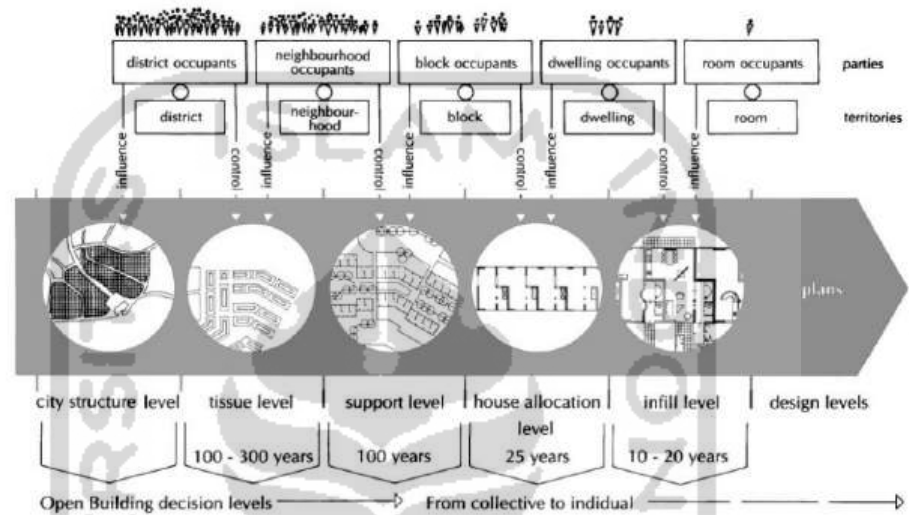 district occupants
neighbourhood
occupants
block occupants
dwelling occupants
room occupants
parties
district
neighbour-
hood
block
dwelling
room
territories
influence
control
influence
control
influence
control
influence
control
influence
ISLAM
plans
city structure level
tissue level
support level
house allocation
level
infill level
design levels
100 - 300 years
100 years
25 years
10 - 20 years
Open Building decision levels
From collective to indidual